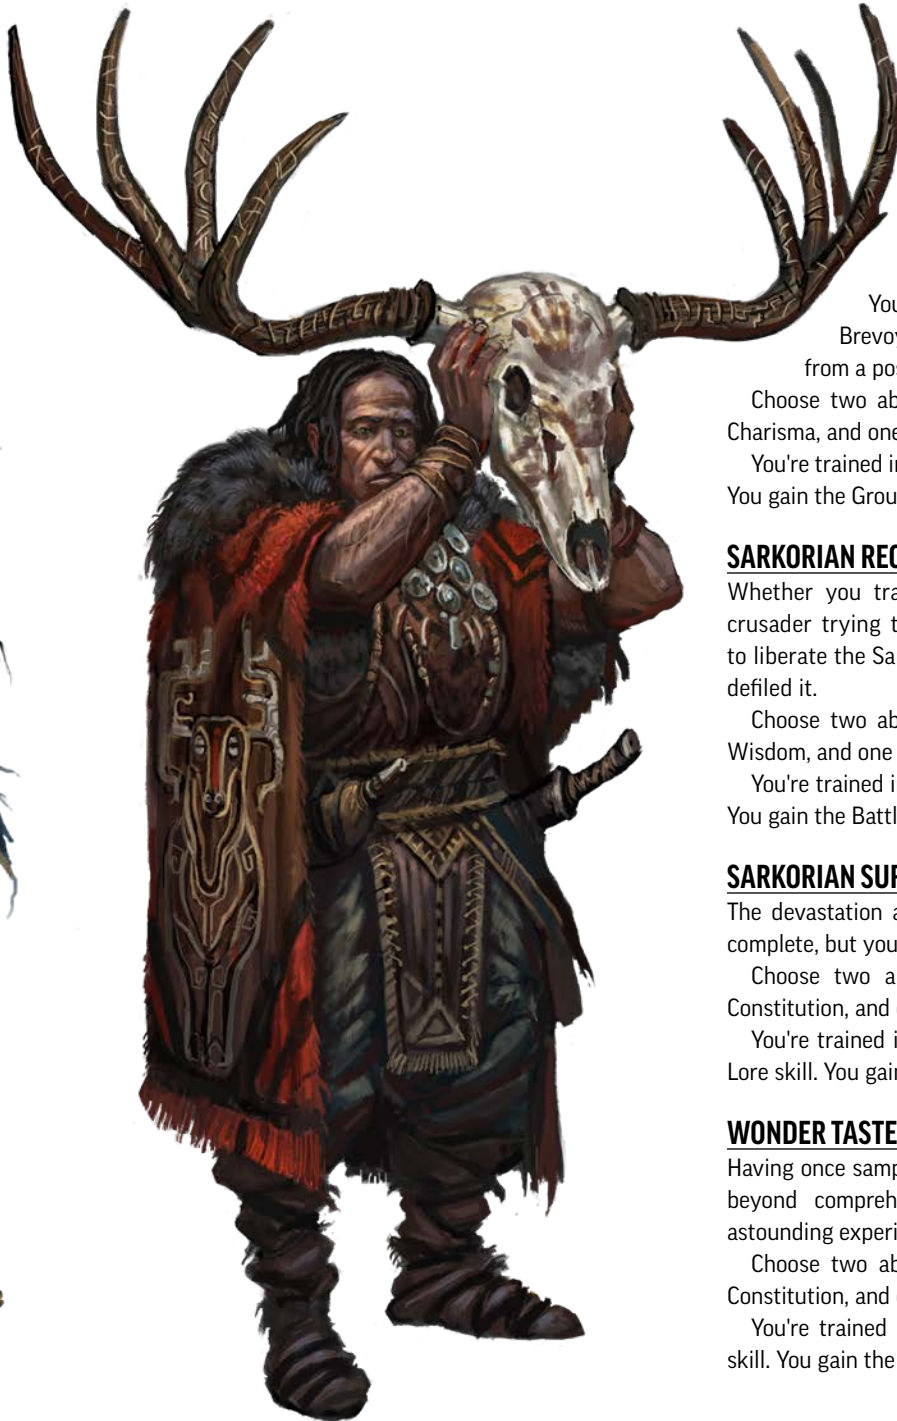 You
Brevoy
from a pos
Choose two ab
Charisma, and one
You're trained i
You gain the Grou
SARKORIAN REC
Whether you tra
crusader trying t
to liberate the Sa
defiled it.
Choose two ab
Wisdom, and one
You're trained i
You gain the Battl
SARKORIAN SUR
The devastation a
complete, but you
Choose two a
Constitution, and
You're trained i
Lore skill. You gai
WONDER TASTE
Having once samp
beyond compreh
astounding experi
Choose two ab
Constitution, and
You're trained
skill. You gain the